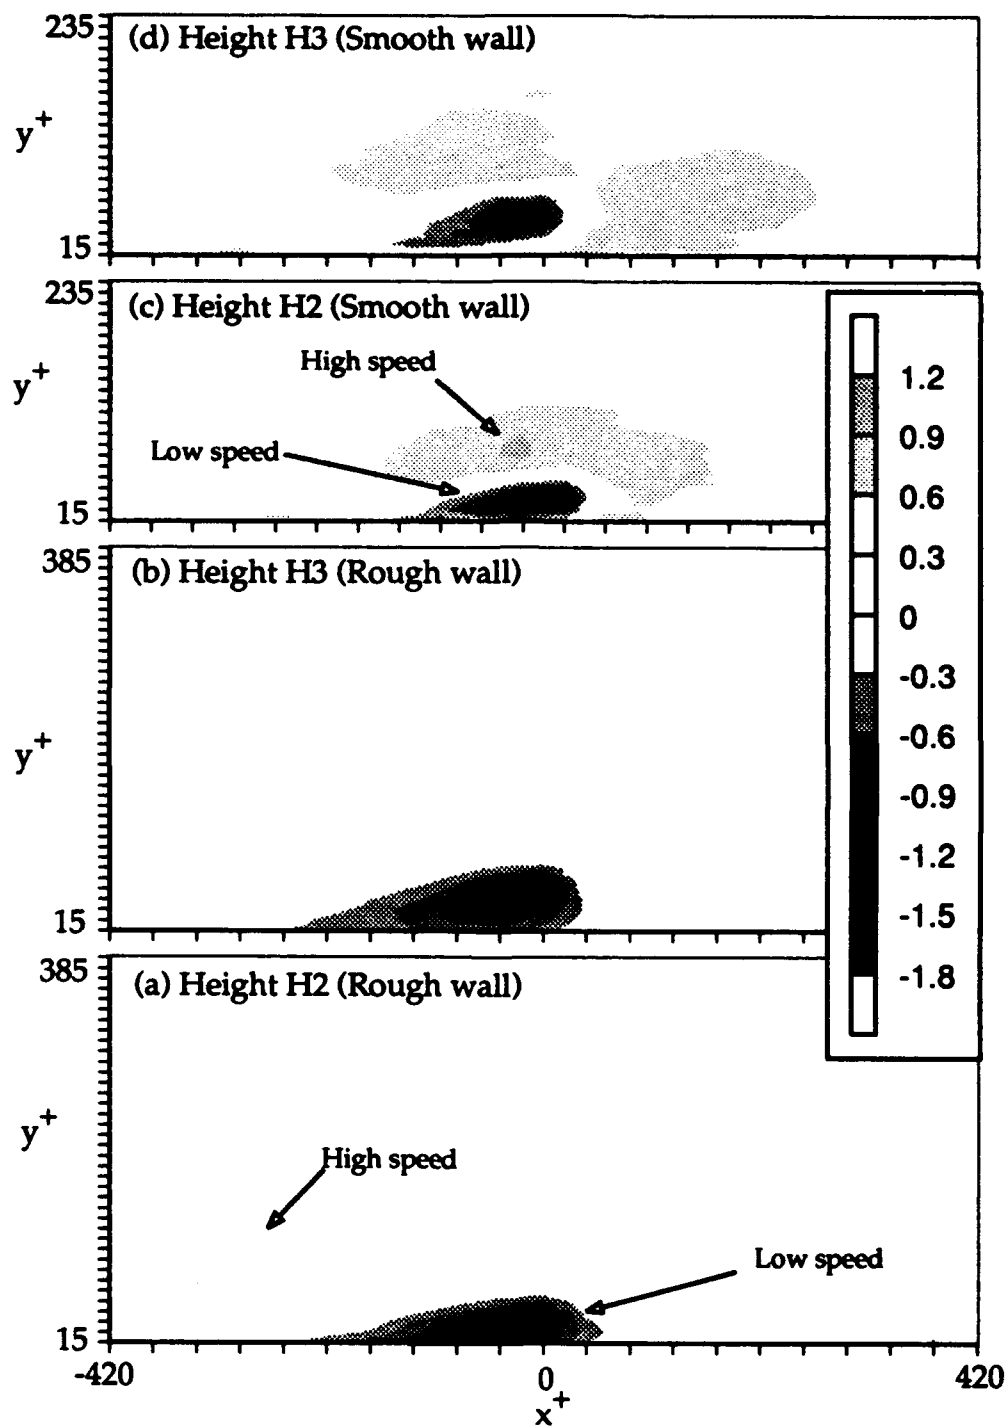 235
(d) Height H3 (Smooth wall)
y+
15
235
(c) Height H2 (Smooth wall)
High speed
y+
Low speed
15
385
(b) Height H3 (Rough wall)
y+
15
385
(a) Height H2 (Rough wall)
y+
High speed
Low speed
15
-420
0
420
x+
1.2
0.9
0.6
0.3
0
-0.3
-0.6
-0.9
-1.2
-1.5
-1.8